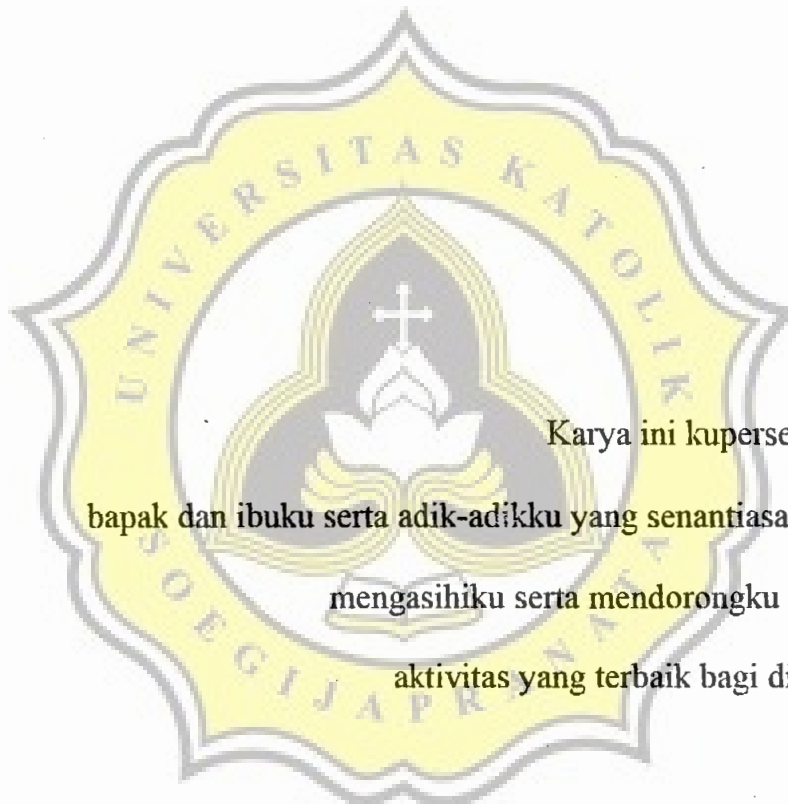 UNIVERSITAS KATOLIK
Karya ini kuperse
bapak dan ibuku serta adik-adikku yang senantiasa
mengasihiku serta mendorongku
aktivitas yang terbaik bagi di
SOEGIJAPRANATA